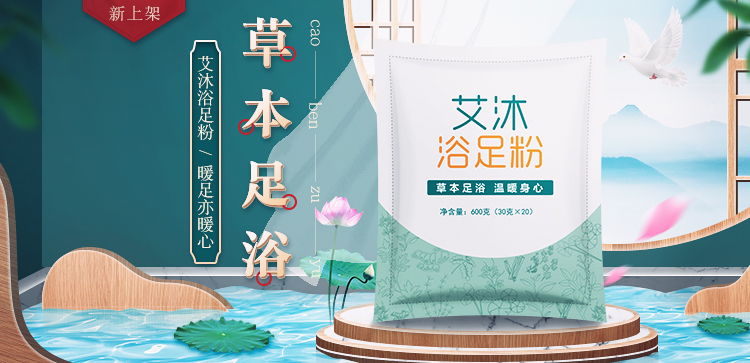 新上架
草本足浴
cao ben zu yu
艾沐浴足粉 / 暖足亦暖心
艾沐
浴足粉
草本足浴 温暖身心
净含量：600克（30克×20）